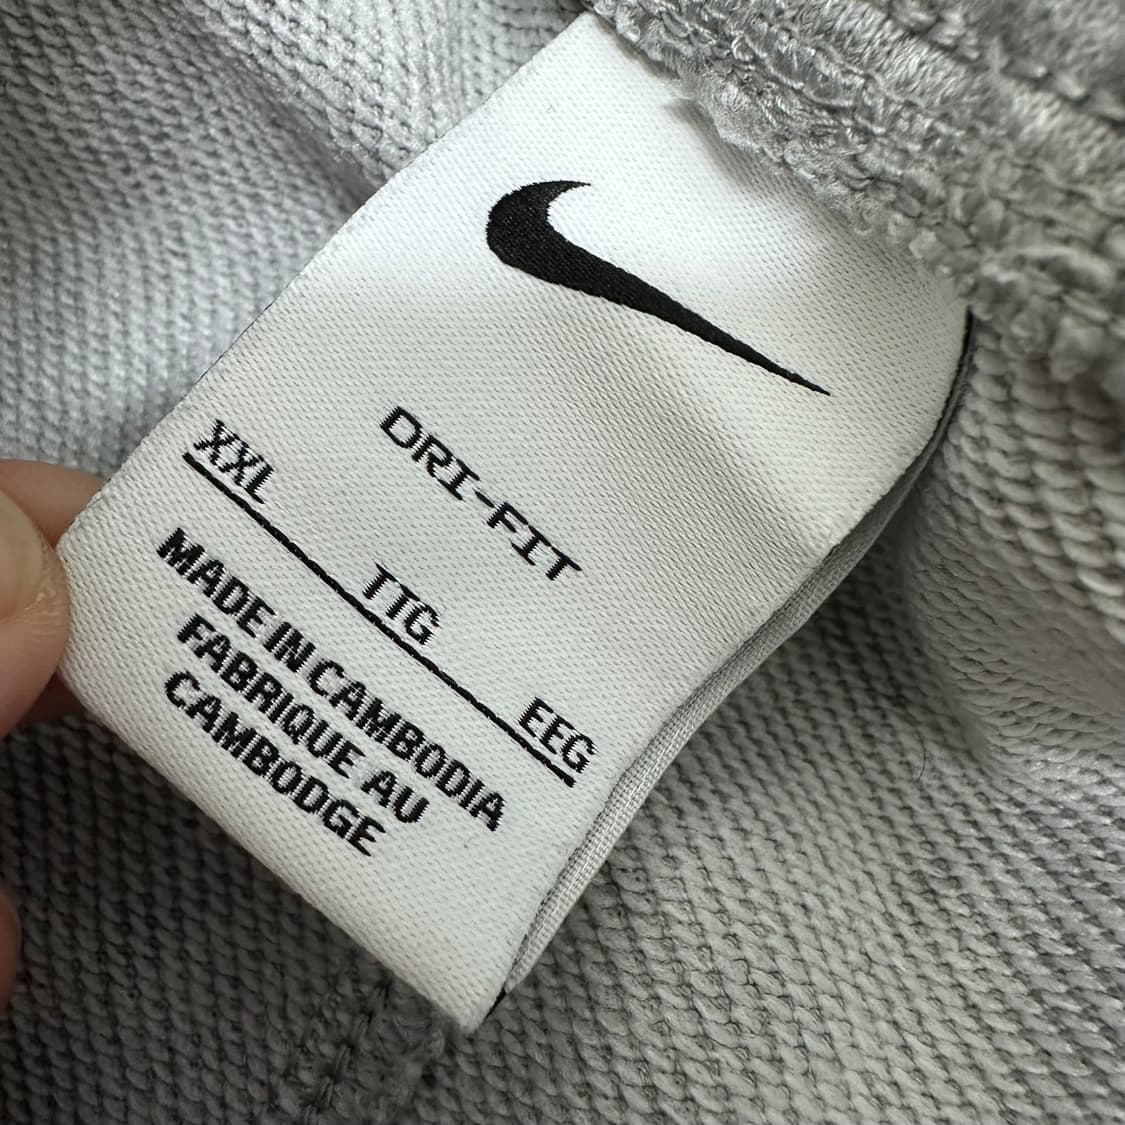 DRI-FIT
XXL TTG EEG
MADE IN CAMBODIA
FABRIQUE AU
CAMBODGE